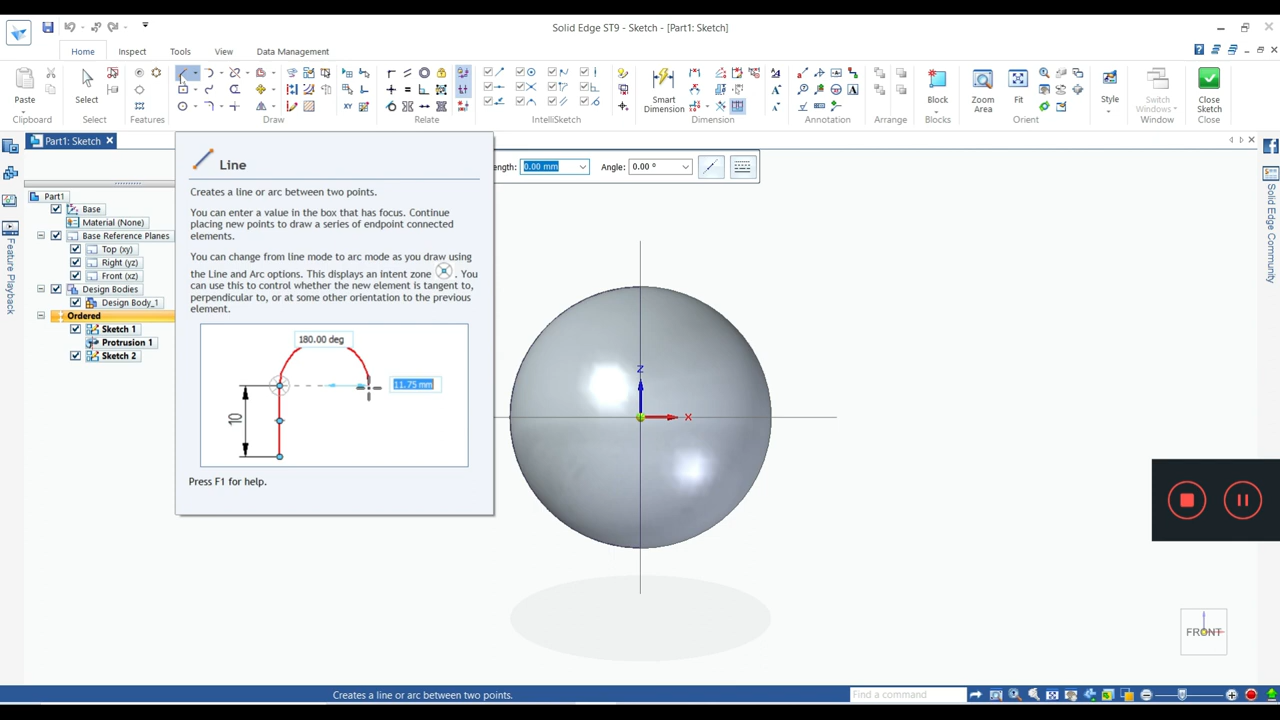 Solid Edge ST9 - Sketch - [Part1: Sketch]
Home
Inspect
Tools
View
Data Management
Paste
Clipboard
Select
Select
Features
Draw
Relate
IntelliSketch
Smart
Dimension
Dimension
Annotation
Arrange
Block
Blocks
Zoom
Area
Fit
Orient
Style
Switch
Windows
Window
Close
Sketch
Close
Part1: Sketch
Line
Creates a line or arc between two points.
You can enter a value in the box that has focus. Continue
placing new points to draw a series of endpoint connected
elements.
You can change from line mode to arc mode as you draw using
the Line and Arc options. This displays an intent zone . You
can use this to control whether the new element is tangent to,
perpendicular to, or at some other orientation to the previous
element.
180.00 deg
11.75 mm
10
Press F1 for help.
ength:
0.00 mm
Angle:
0.00 °
Part1
Base
Material (None)
Base Reference Planes
Top (xy)
Right (yz)
Front (xz)
Design Bodies
Design Body_1
Ordered
Sketch 1
Protrusion 1
Sketch 2
Feature Playback
Solid Edge Community
Z
X
FRONT
Creates a line or arc between two points.
Find a command